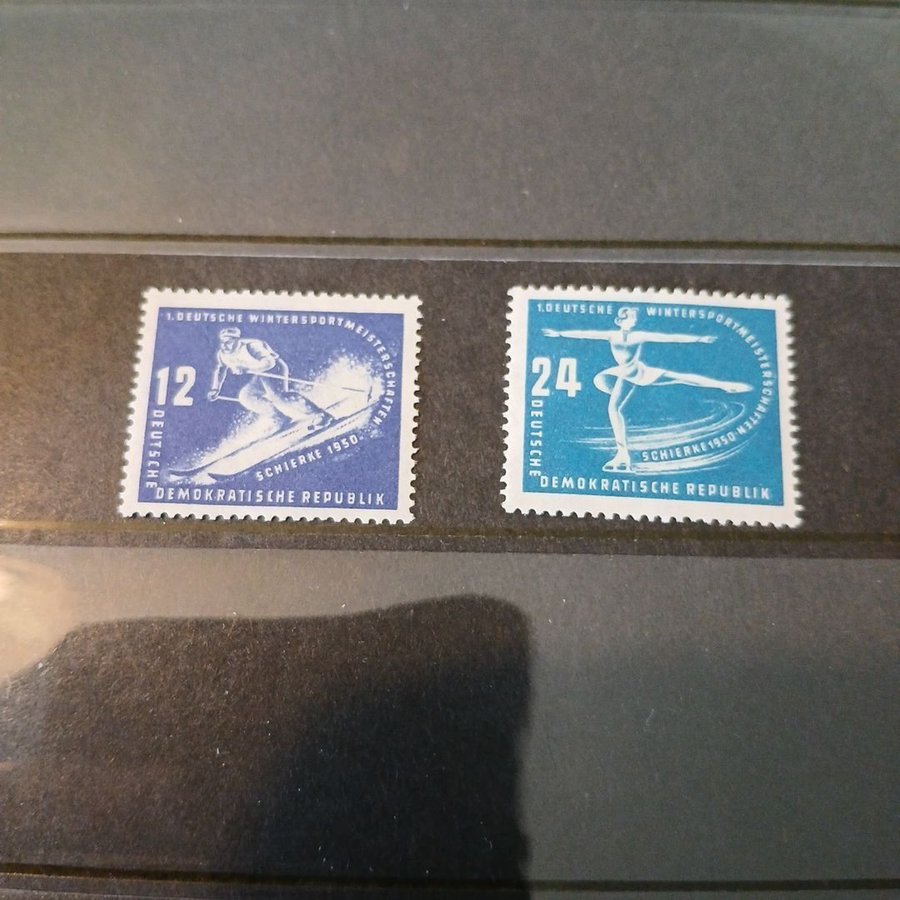 1.DEUTSCHE WINTERSPORTMEISTERSCHAFTEN·
12
SCHIERKE 1950·
DEUTSCHE
DEMOKRATISCHE REPUBLIK
1.DEUTSCHE WINTERSPORTMEISTERSCHAFTEN·
24
SCHIERKE 1950·
DEUTSCHE
DEMOKRATISCHE REPUBLIK